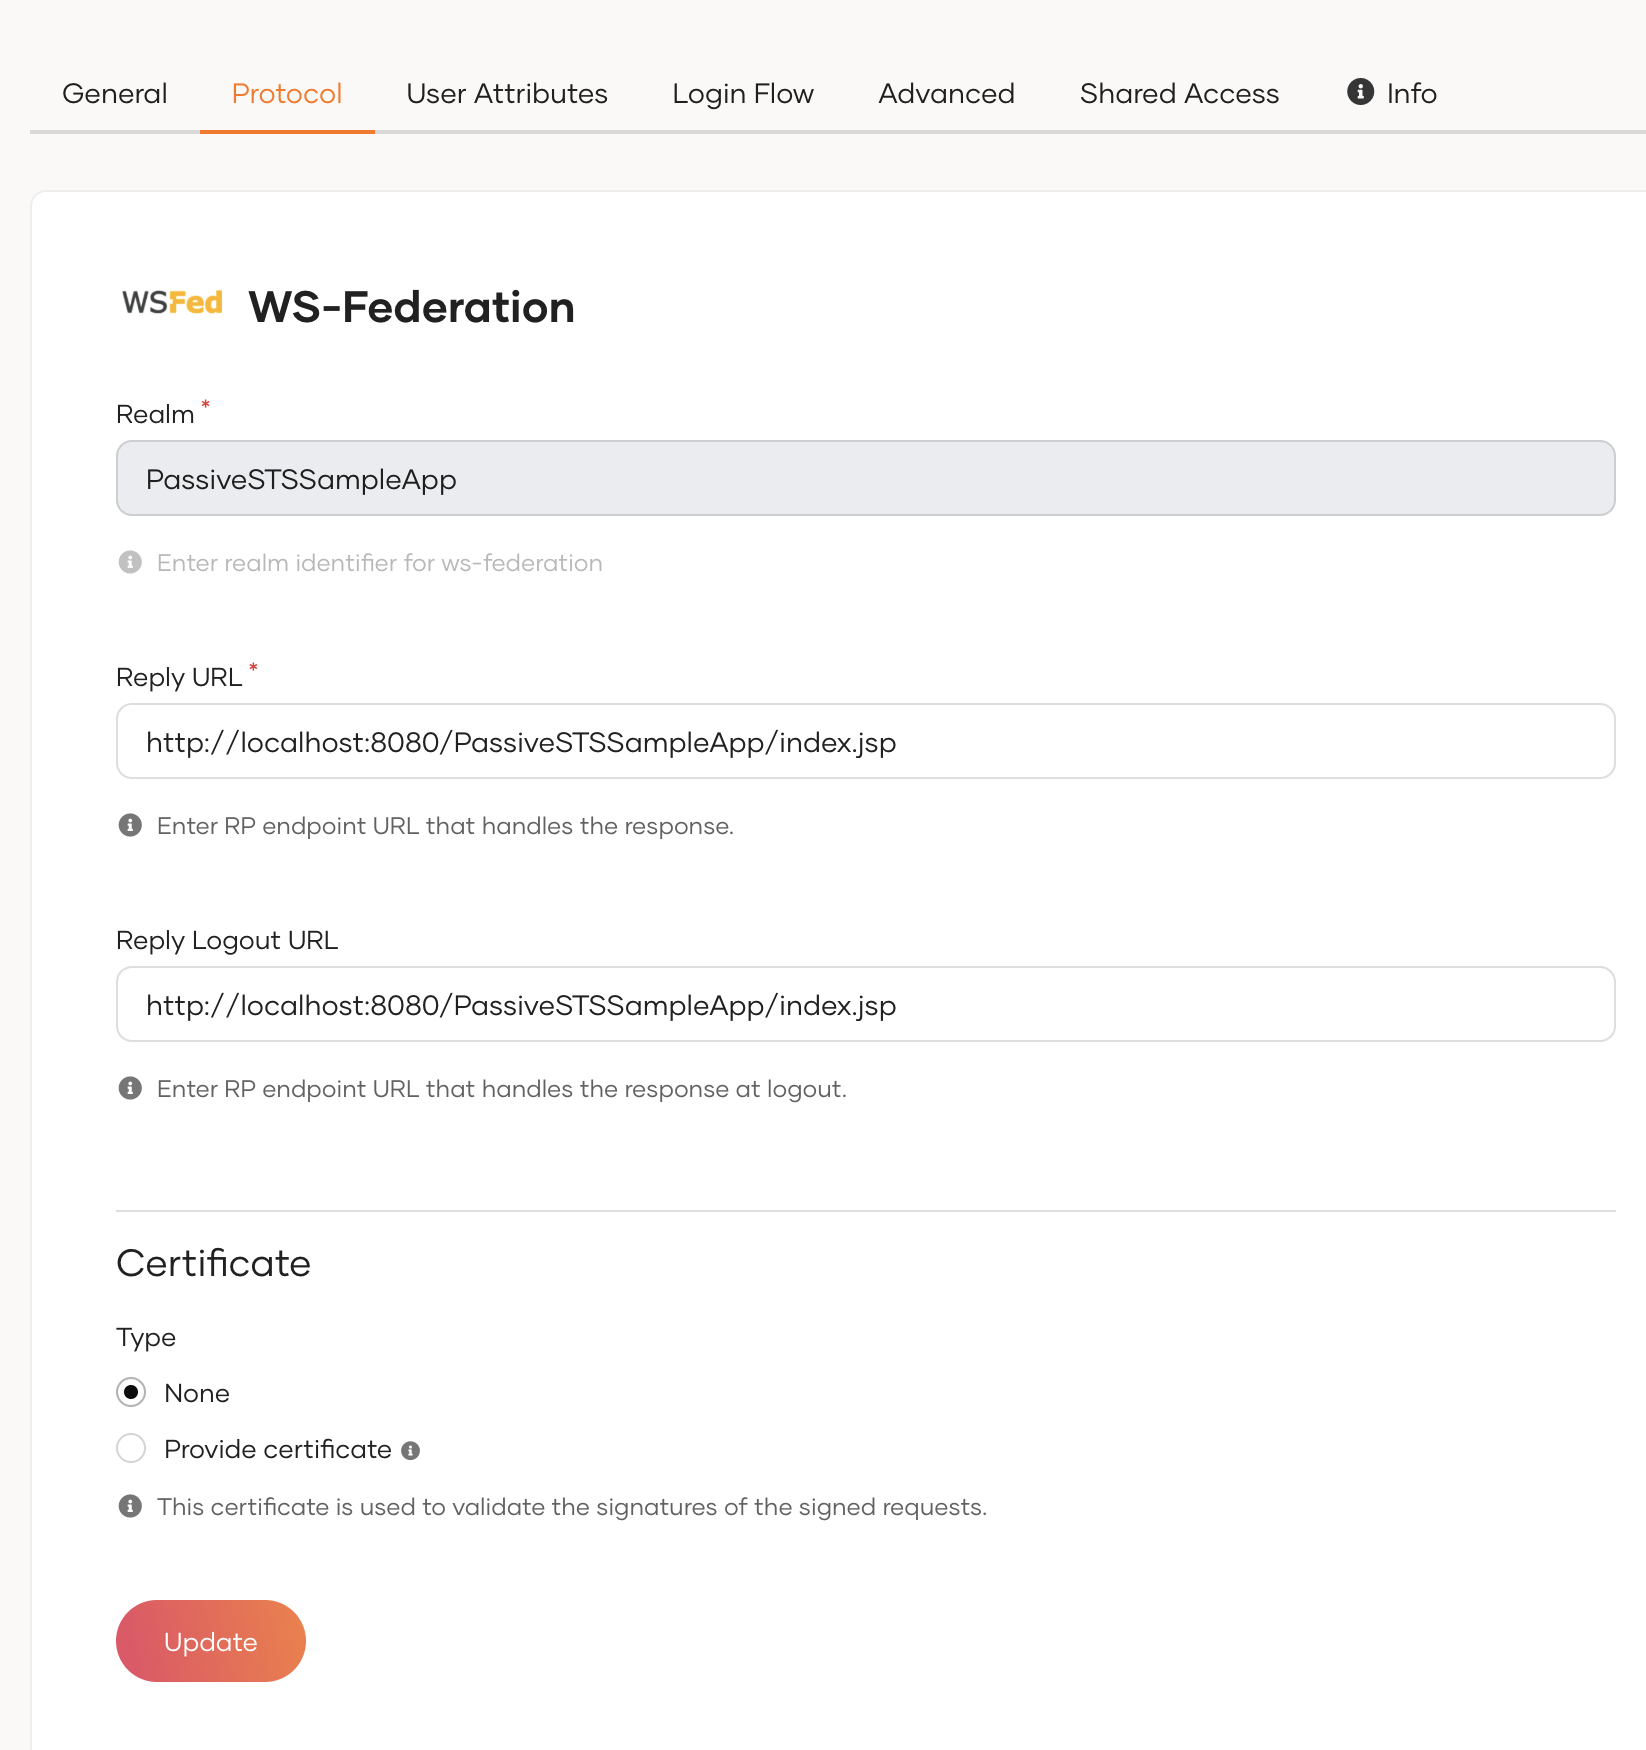 General Protocol User Attributes Login Flow Advanced Shared Access Info
WSFed WS-Federation
Realm *
PassiveSTSSampleApp
Enter realm identifier for ws-federation
Reply URL *
http://localhost:8080/PassiveSTSSampleApp/index.jsp
Enter RP endpoint URL that handles the response.
Reply Logout URL
http://localhost:8080/PassiveSTSSampleApp/index.jsp
Enter RP endpoint URL that handles the response at logout.
Certificate
Type
None
Provide certificate
This certificate is used to validate the signatures of the signed requests.
Update